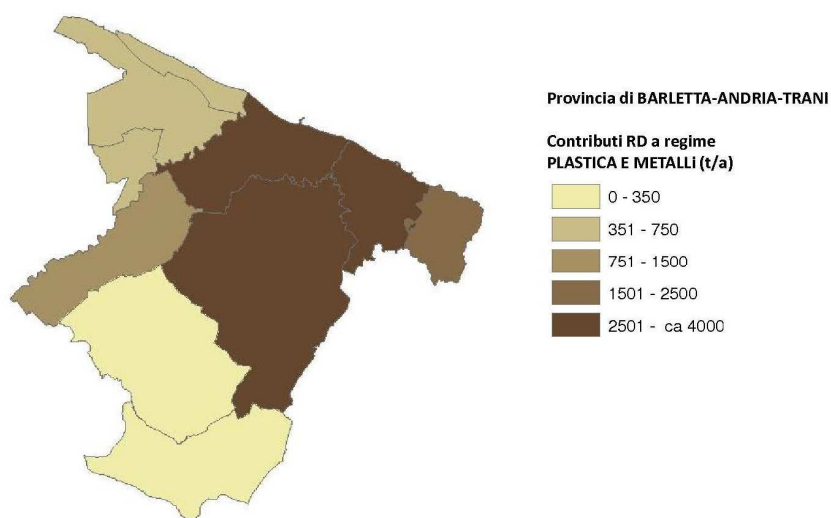 Provincia di BARLETTA-ANDRIA-TRANI
Contributi RD a regime
PLASTICA E METALLi (t/a)
0 - 350
351 - 750
751 - 1500
1501 - 2500
2501 - ca 4000